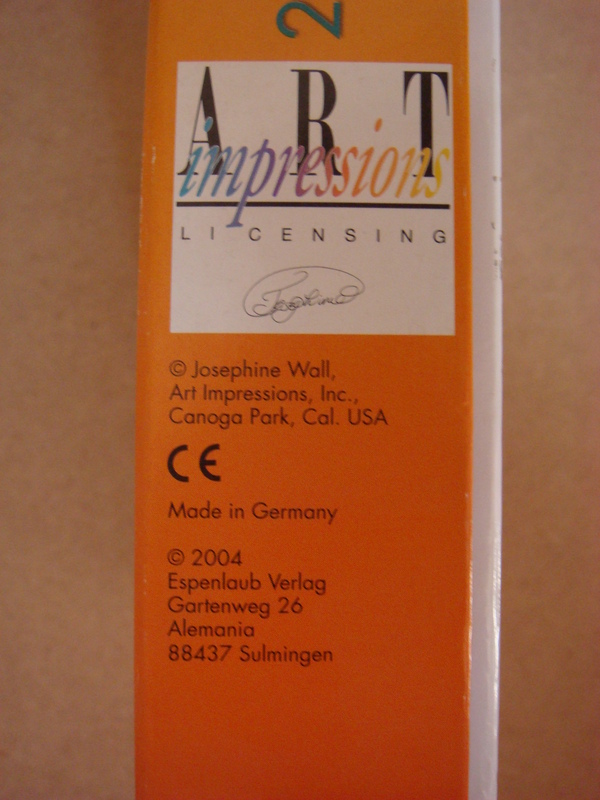 2
ART
impressions
LICENSING
Josephine
© Josephine Wall,
Art Impressions, Inc.,
Canoga Park, Cal. USA
CE
Made in Germany
© 2004
Espenlaub Verlag
Gartenweg 26
Alemania
88437 Sulmingen